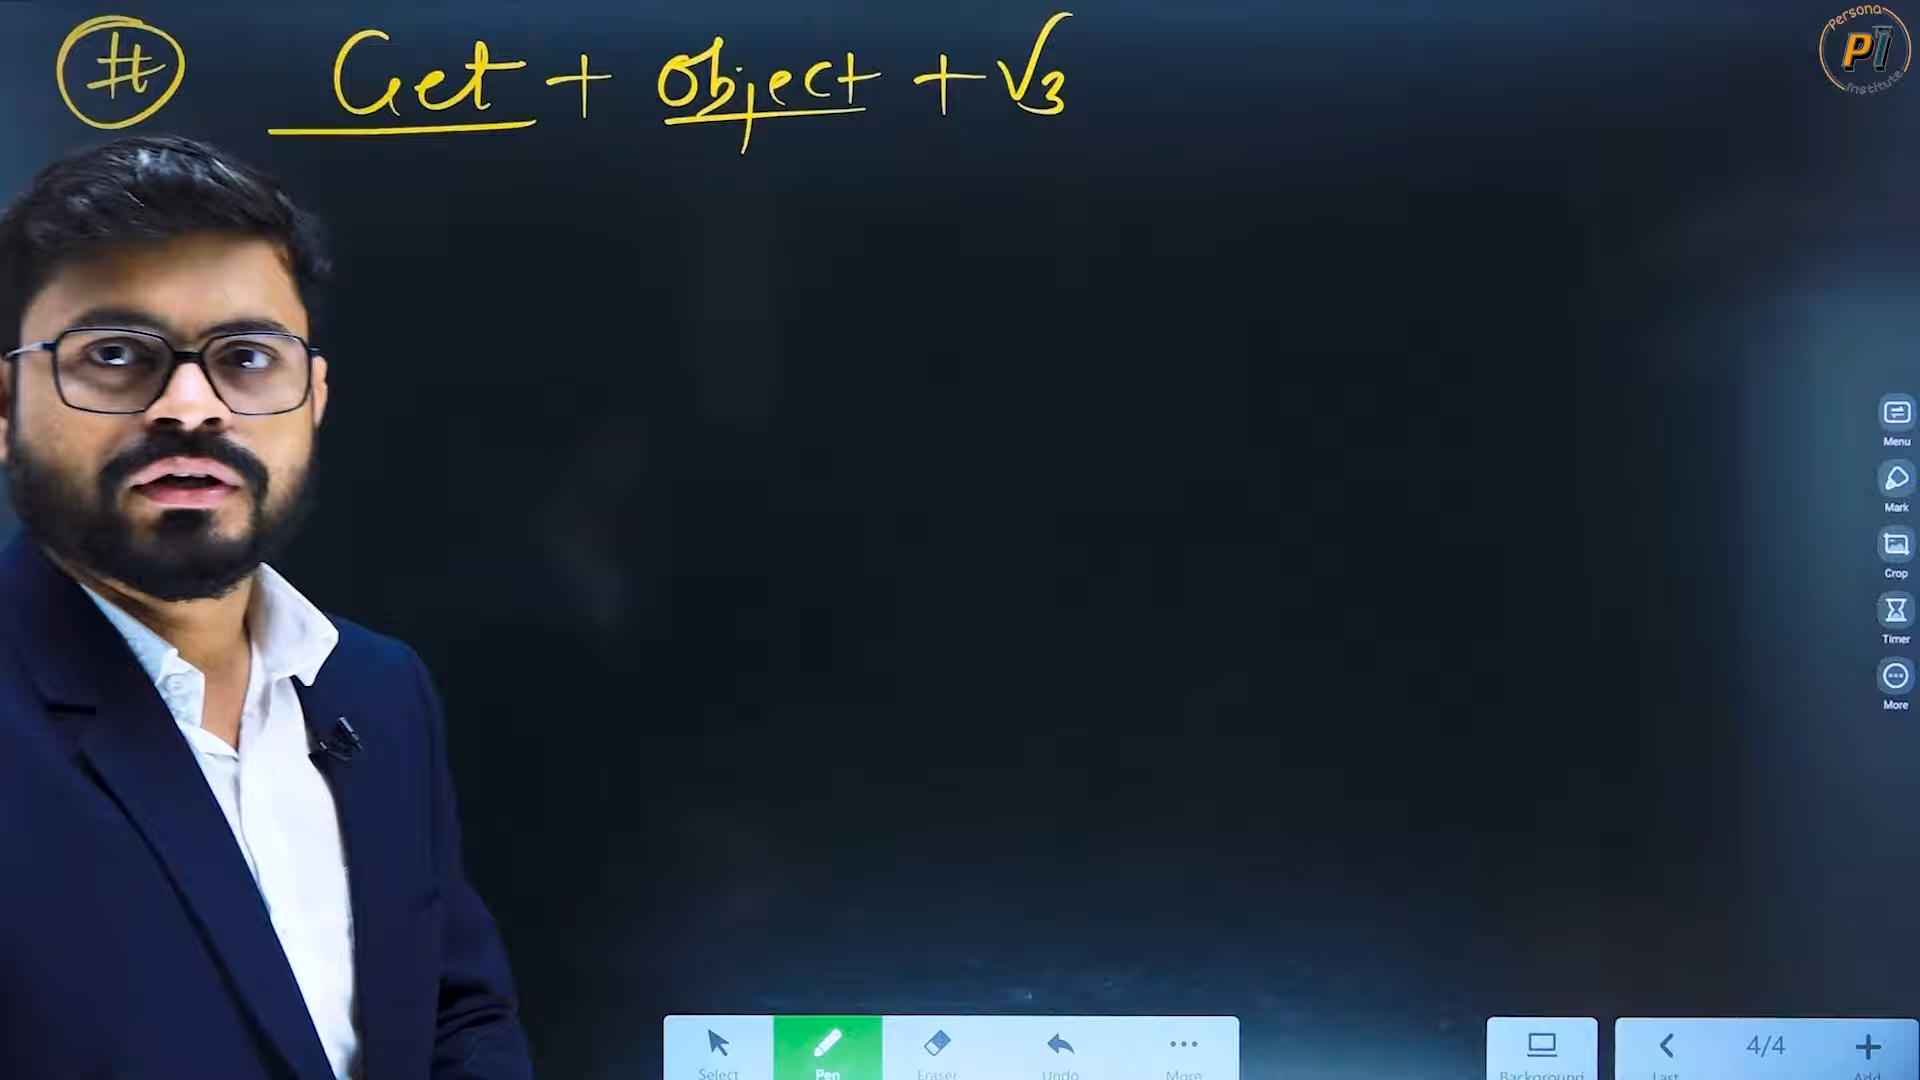 # Get + Object + V3
Persona
PI
Institute
Menu
Mark
Crop
Timer
More
Select
Pen
Eraser
Undo
More
Background
Last
4/4
Add